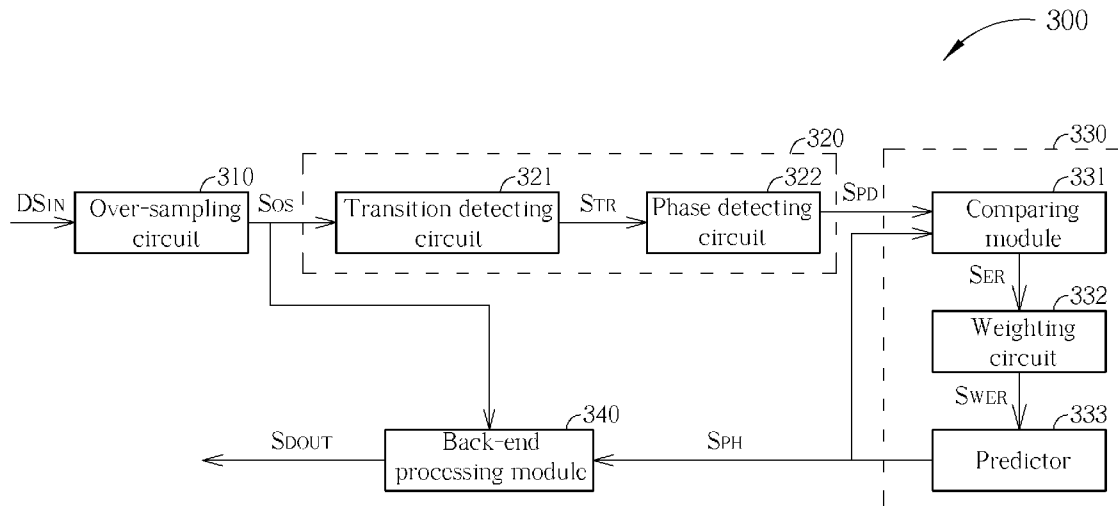 300
320
330
310
321
322
331
DSIN
Over-sampling
circuit
SOS
Transition detecting
circuit
STR
Phase detecting
circuit
SPD
Comparing
module
SER
332
Weighting
circuit
SWER
333
340
SDOUT
Back-end
processing module
SPH
Predictor